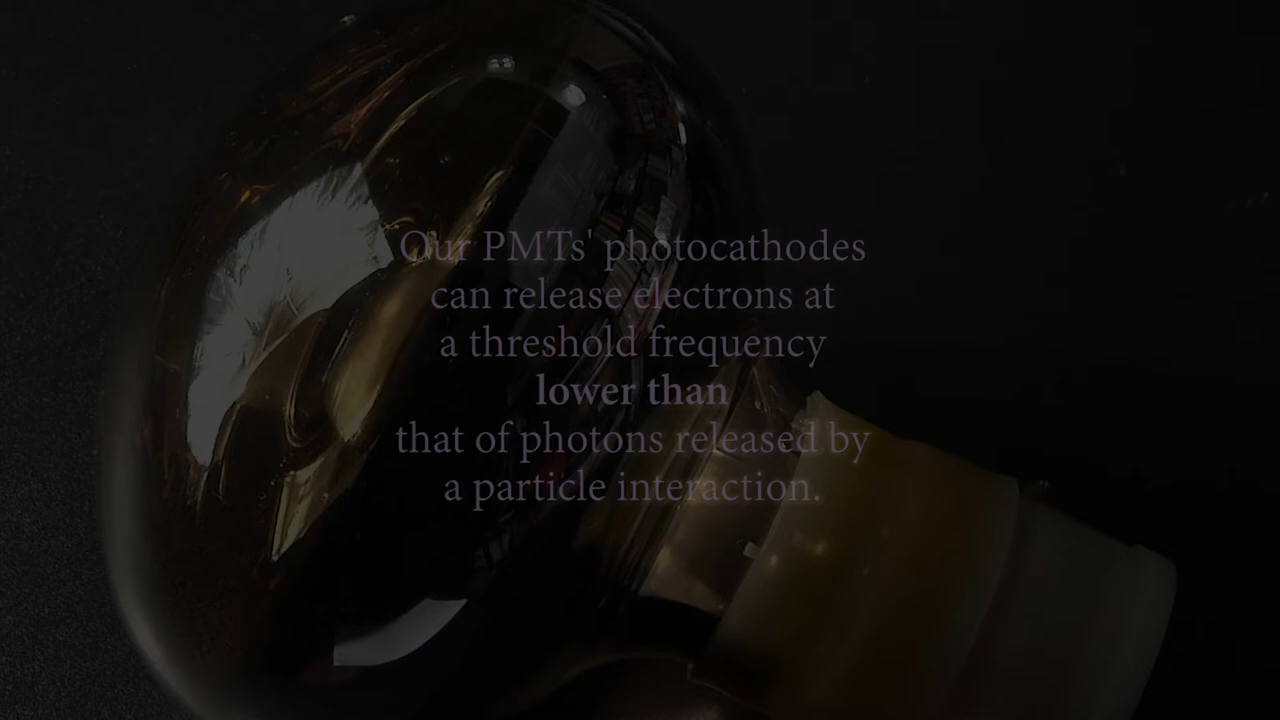 Our PMTs' photocathodes
can release electrons at
a threshold frequency
lower than
that of photons released by
a particle interaction.